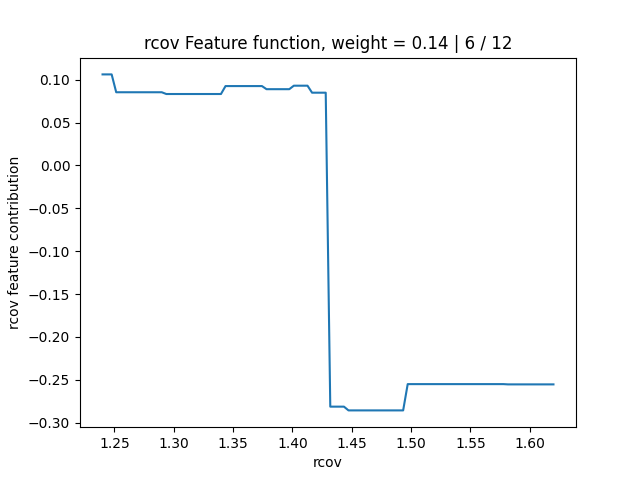 rcov Feature function, weight = 0.14 | 6 / 12
0.10
0.05
0.00
−0.05
−0.10
−0.15
−0.20
−0.25
−0.30
rcov feature contribution
1.25 1.30 1.35 1.40 1.45 1.50 1.55 1.60
rcov